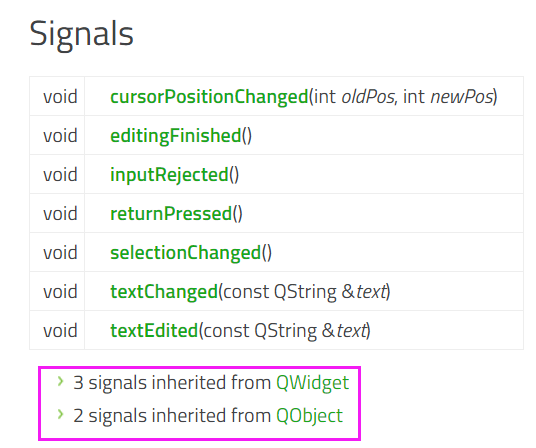 Signals
void cursorPositionChanged(int oldPos, int newPos)
void editingFinished()
void inputRejected()
void returnPressed()
void selectionChanged()
void textChanged(const QString &text)
void textEdited(const QString &text)
3 signals inherited from QWidget
2 signals inherited from QObject